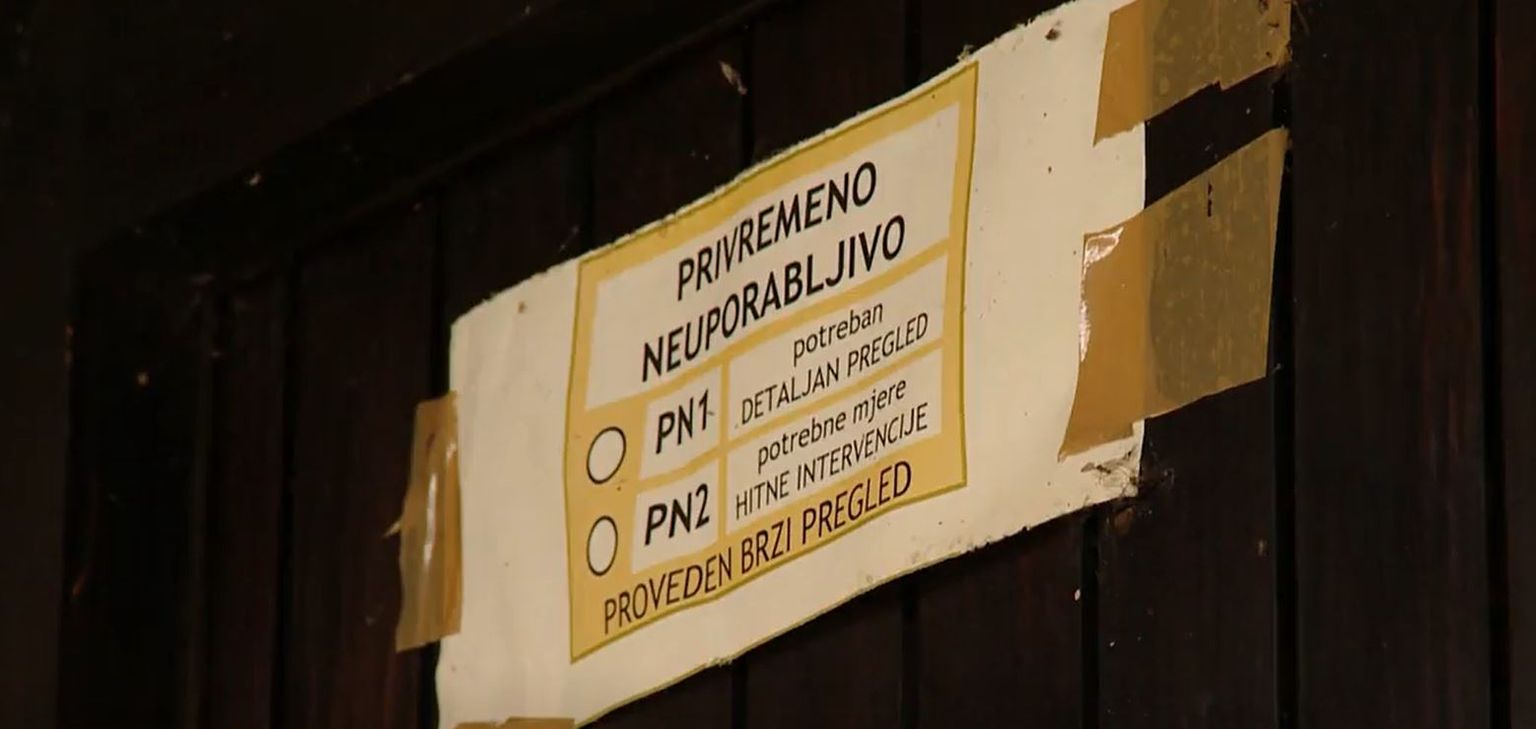 PRIVREMENO
NEUPORABLJIVO
PN1
potreban
DETALJAN PREGLED
PN2
potrebne mjere
HITNE INTERVENCIJE
PROVEDEN BRZI PREGLED